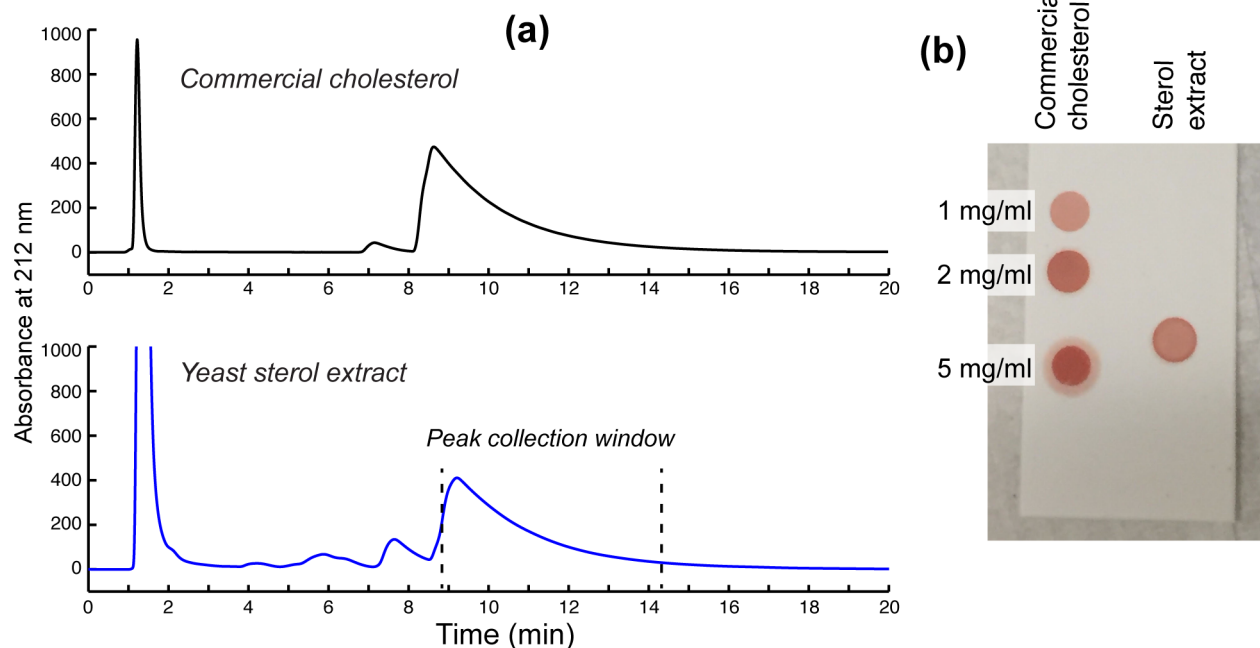 (a)
Commercial cholesterol
1000
800
600
400
200
0
0 2 4 6 8 10 12 14 16 18 20
Absorbance at 212 nm
Yeast sterol extract
Peak collection window
1000
800
600
400
200
0
0 2 4 6 8 10 12 14 16 18 20
Time (min)
(b)
cholesterol
Sterol
extract
1 mg/ml
2 mg/ml
5 mg/ml